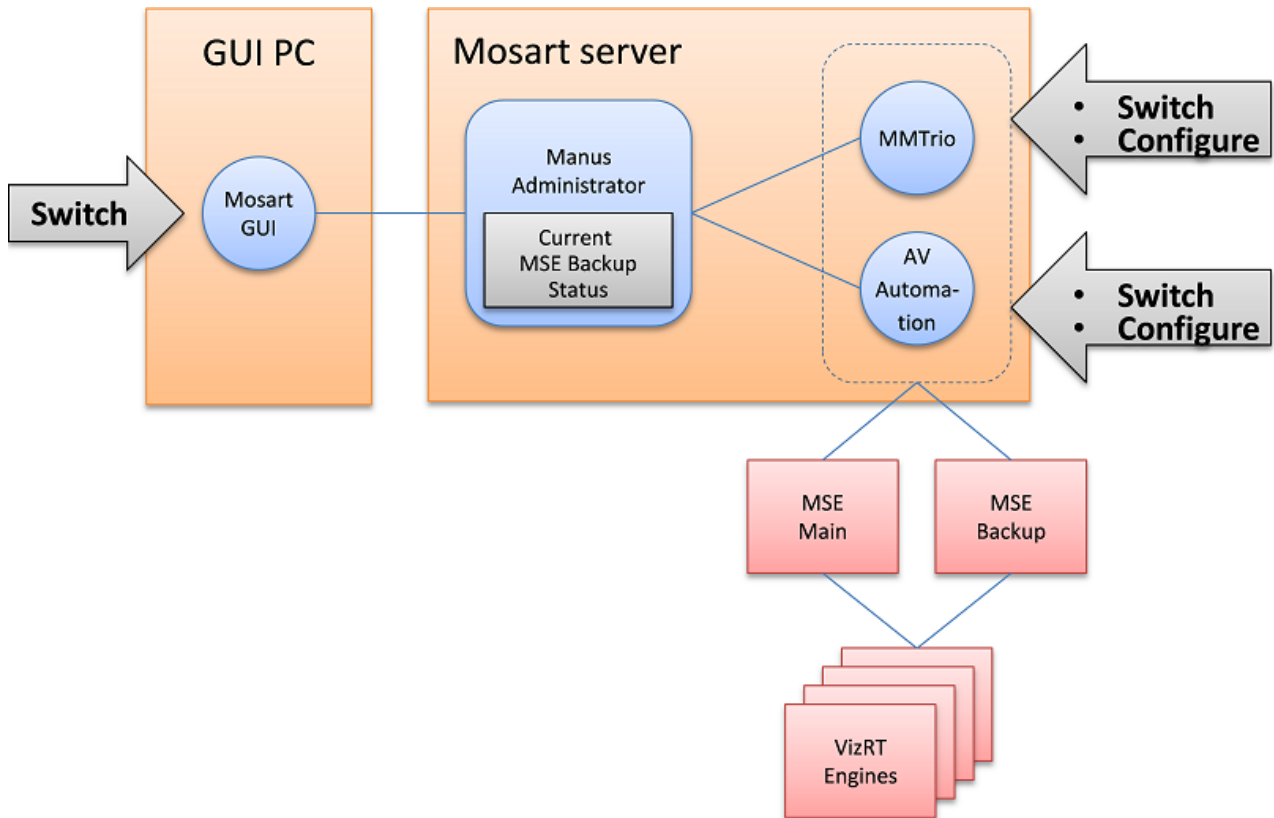 GUI PC
Mosart server
Switch
Mosart
GUI
Manus
Administrator
Current
MSE Backup
Status
MMTrio
AV
Automa-
tion
• Switch
• Configure
• Switch
• Configure
MSE
Main
MSE
Backup
VizRT
Engines